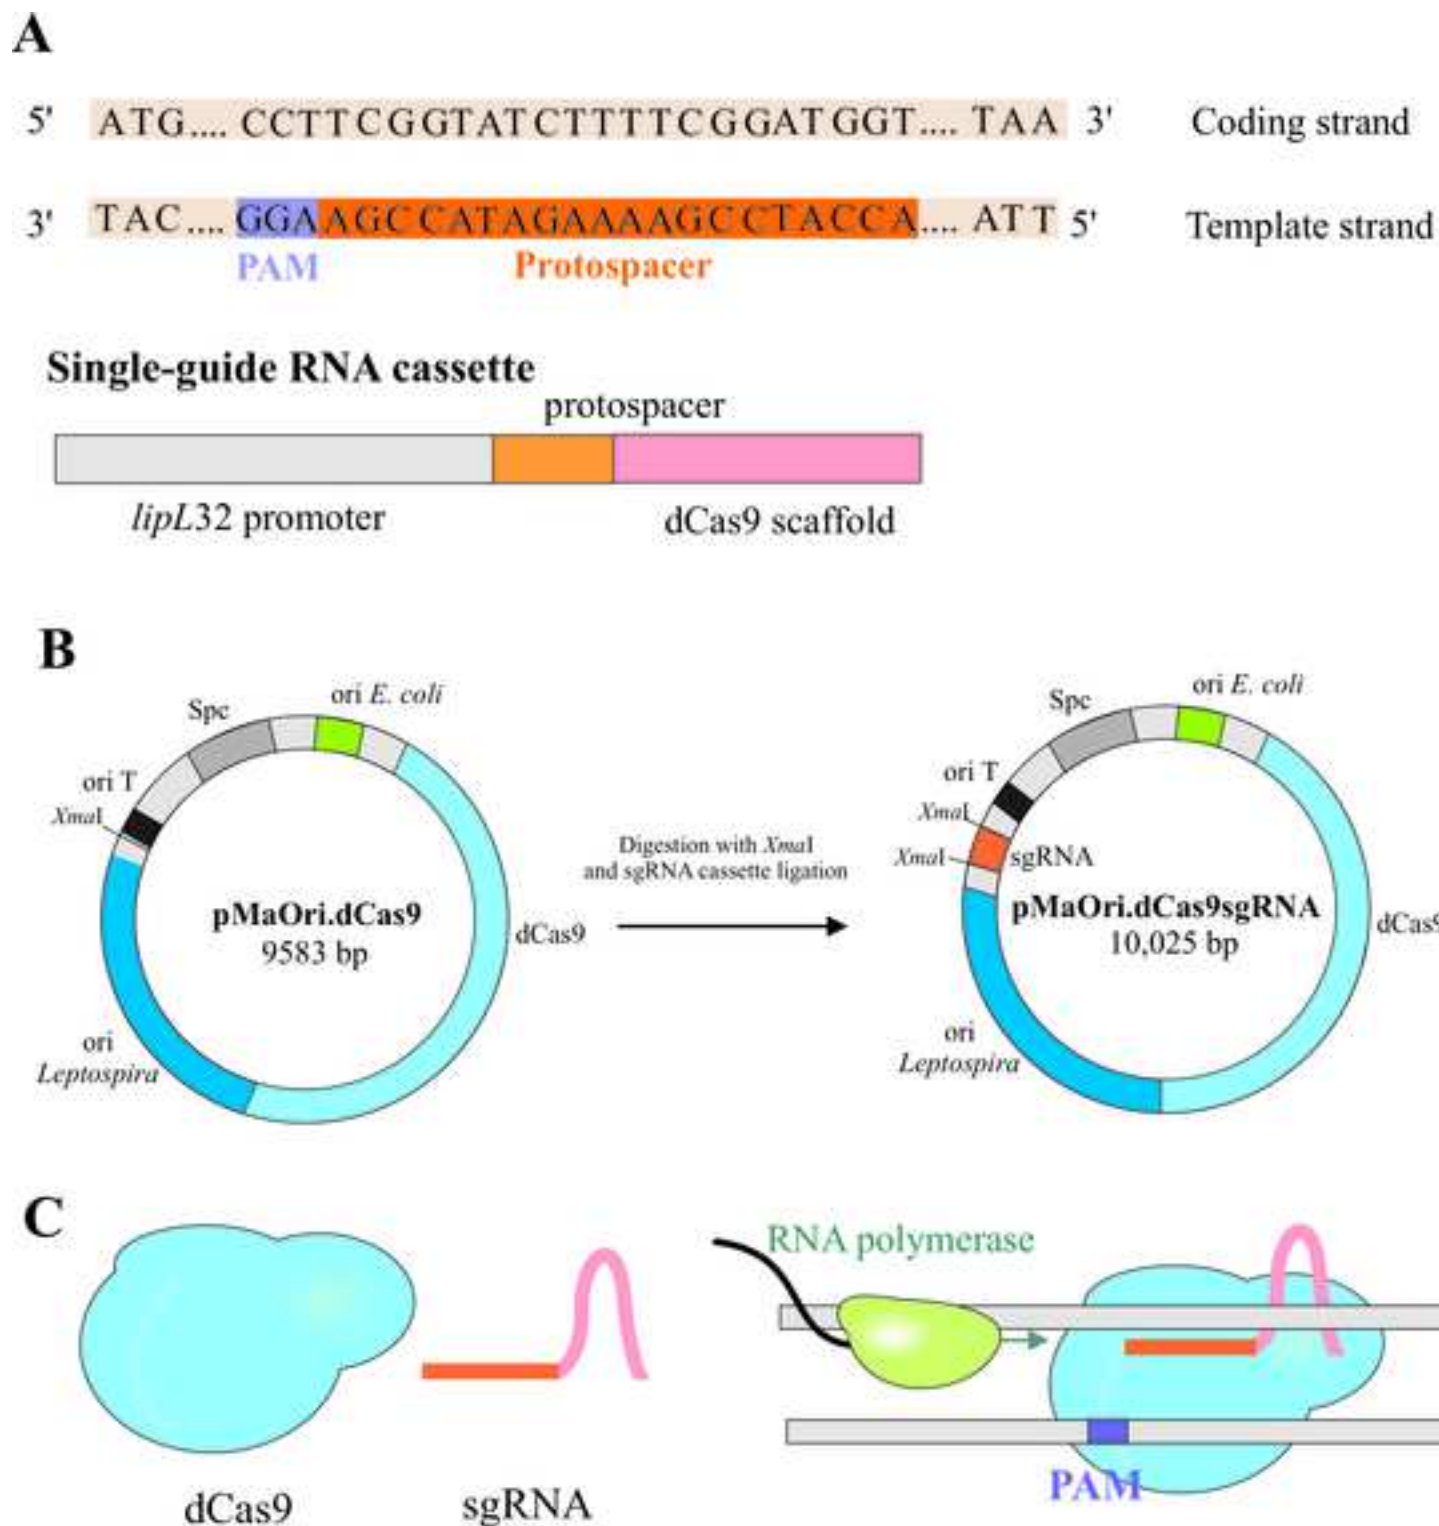 A
5' ATG.... CCTTCGGTATCTTTTCGGATGGT.... TAA 3' Coding strand
3' TAC.... GGAAGCCATAGAAAAGCCTACCA.... ATT 5' Template strand
PAM Protospacer
Single-guide RNA cassette
protospacer
lipL32 promoter dCas9 scaffold
B
Spc ori E. coli
ori T
XmaI
pMaOri.dCas9
9583 bp
dCas9
ori
Leptospira
Digestion with XmaI
and sgRNA cassette ligation
Spc ori E. coli
ori T
XmaI
XmaI sgRNA
pMaOri.dCas9sgRNA
10,025 bp
dCas9
ori
Leptospira
C
RNA polymerase
PAM
dCas9 sgRNA